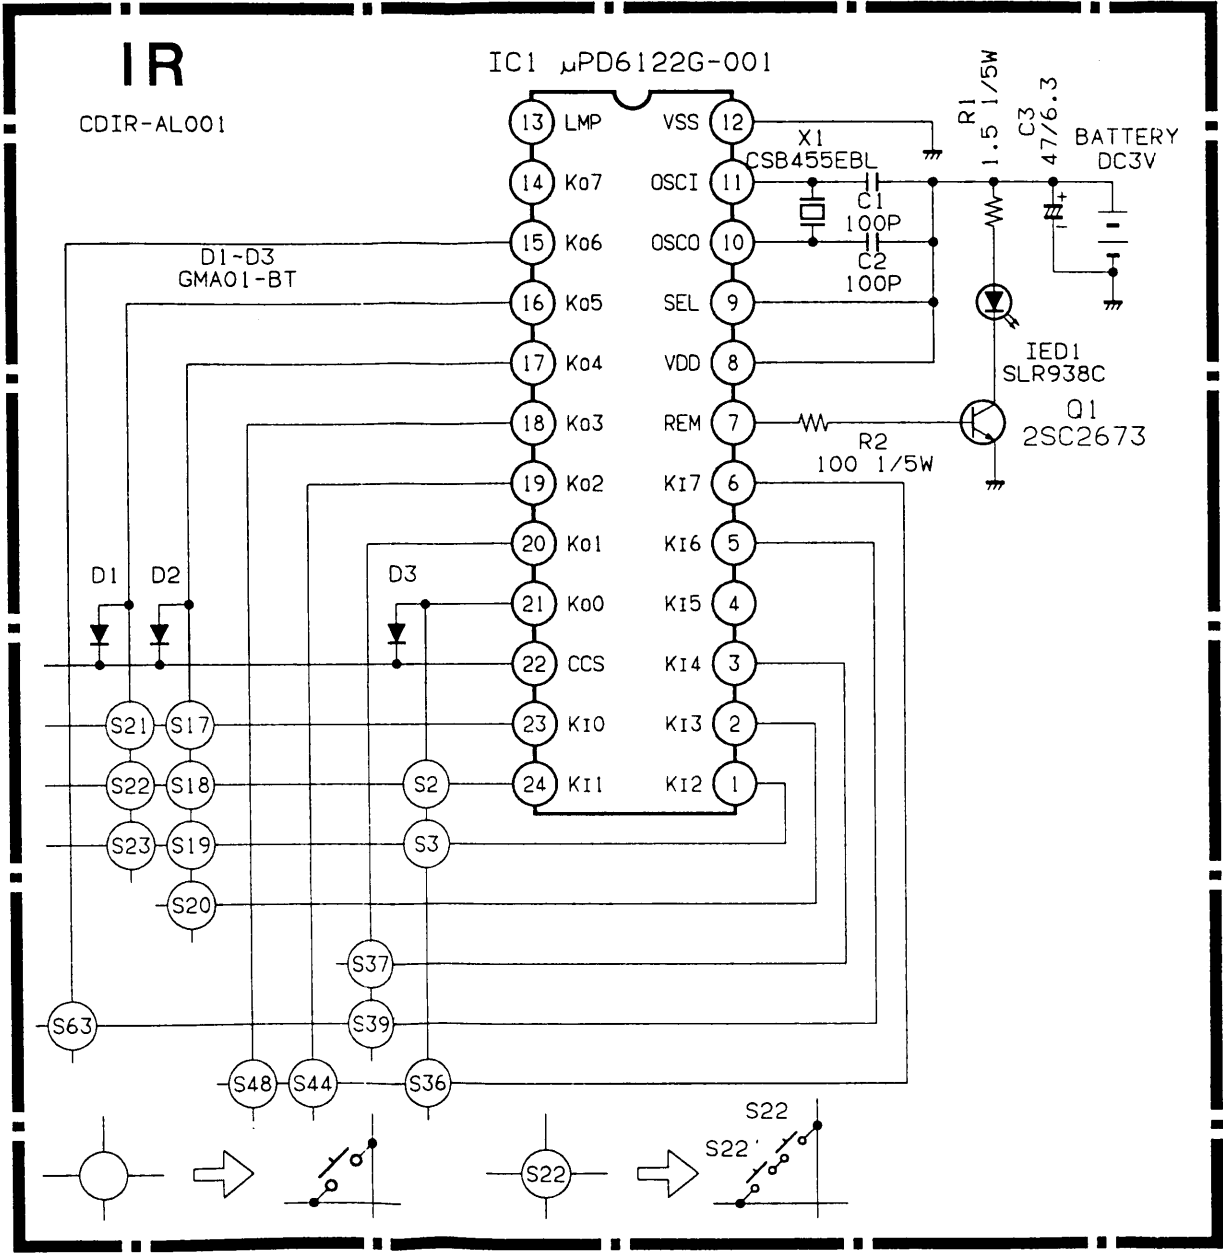 IR
CDIR-AL001
IC1 µPD6122G-001
13 LMP VSS 12
14 Ko7 OSCI 11
15 Ko6 OSCO 10
16 Ko5 SEL 9
17 Ko4 VDD 8
18 Ko3 REM 7
19 Ko2 KI7 6
20 Ko1 KI6 5
21 Ko0 KI5 4
22 CCS KI4 3
23 KI0 KI3 2
24 KI1 KI2 1
X1
CSB455EBL
C1
100P
C2
100P
R1
1.5 1/5W
C3
47/6.3
+
-
BATTERY
DC3V
D1~D3
GMA01-BT
IED1
SLR938C
Q1
2SC2673
R2
100 1/5W
D1 D2 D3
S21 S17
S22 S18 S2
S23 S19 S3
S20
S37
S63 S39
S48 S44 S36
S22
S22
S22'